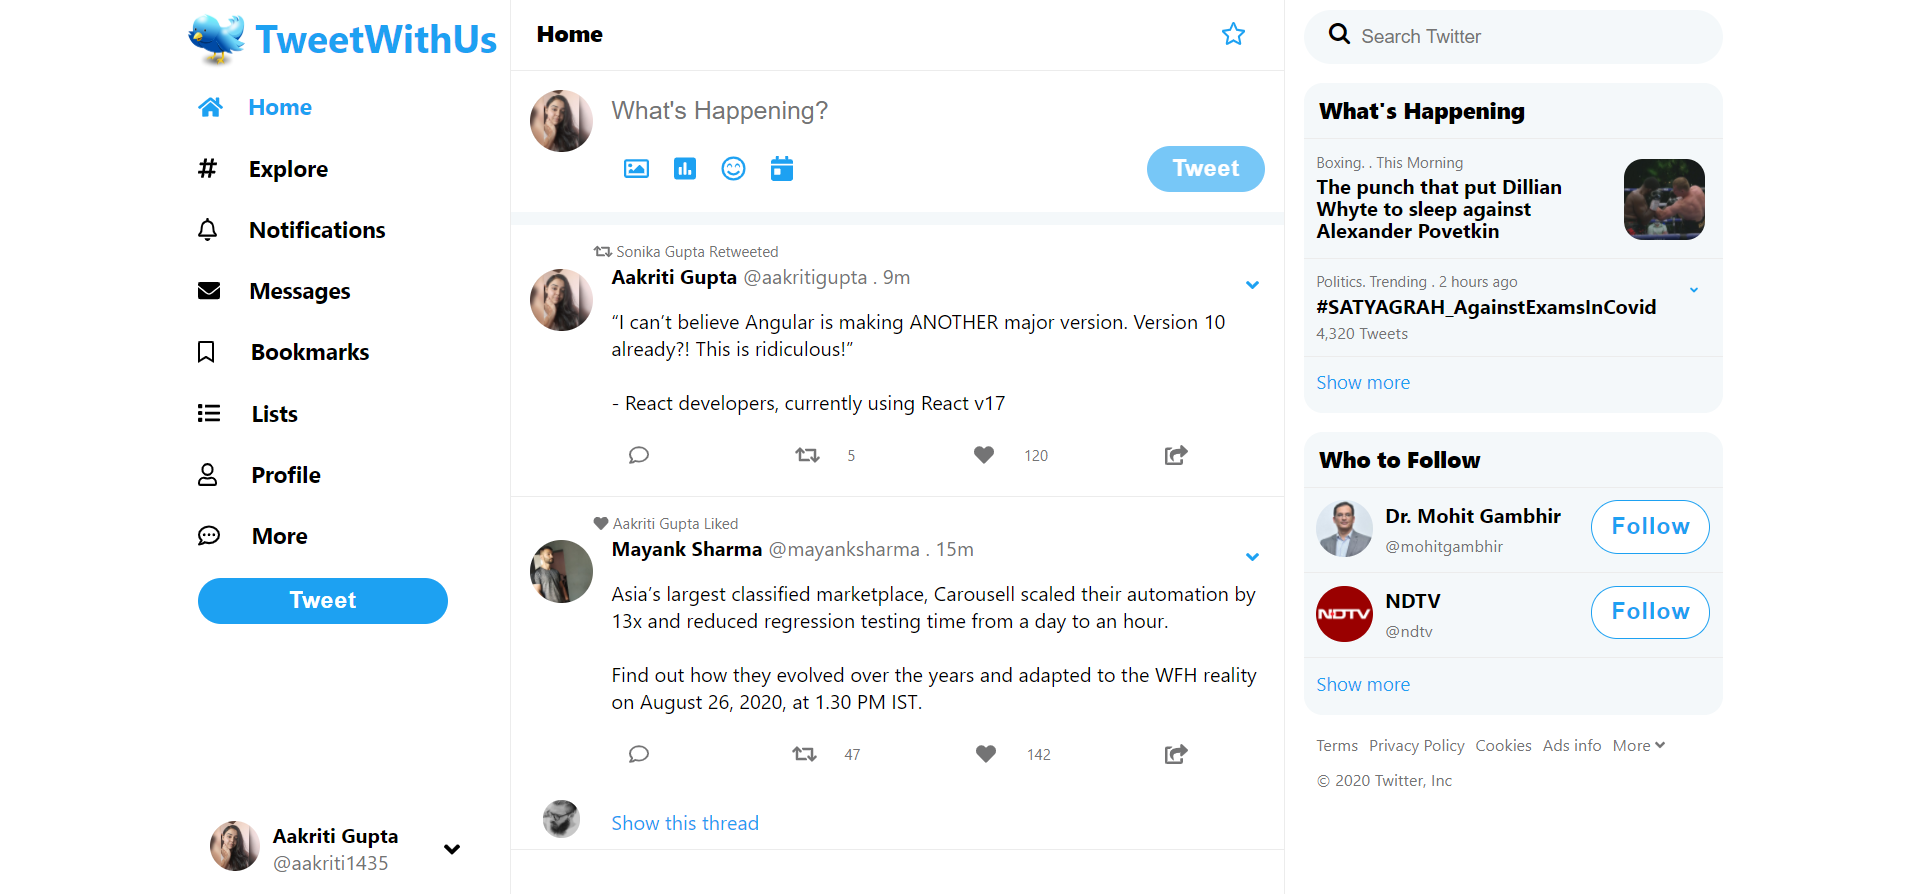 TweetWithUs
Home
Explore
Notifications
Messages
Bookmarks
Lists
Profile
More
Tweet
Aakriti Gupta
@aakriti1435
Home
What's Happening?
Tweet
Sonika Gupta Retweeted
Aakriti Gupta @aakritigupta . 9m
“I can’t believe Angular is making ANOTHER major version. Version 10
already?! This is ridiculous!”
- React developers, currently using React v17
5 120
Aakriti Gupta Liked
Mayank Sharma @mayanksharma . 15m
Asia’s largest classified marketplace, Carousell scaled their automation by
13x and reduced regression testing time from a day to an hour.
Find out how they evolved over the years and adapted to the WFH reality
on August 26, 2020, at 1.30 PM IST.
47 142
Show this thread
Search Twitter
What's Happening
Boxing. . This Morning
The punch that put Dillian
Whyte to sleep against
Alexander Povetkin
Politics. Trending . 2 hours ago
#SATYAGRAH_AgainstExamsInCovid
4,320 Tweets
Show more
Who to Follow
Dr. Mohit Gambhir
@mohitgambhir
Follow
NDTV
NDTV
@ndtv
Follow
Show more
Terms Privacy Policy Cookies Ads info More
© 2020 Twitter, Inc